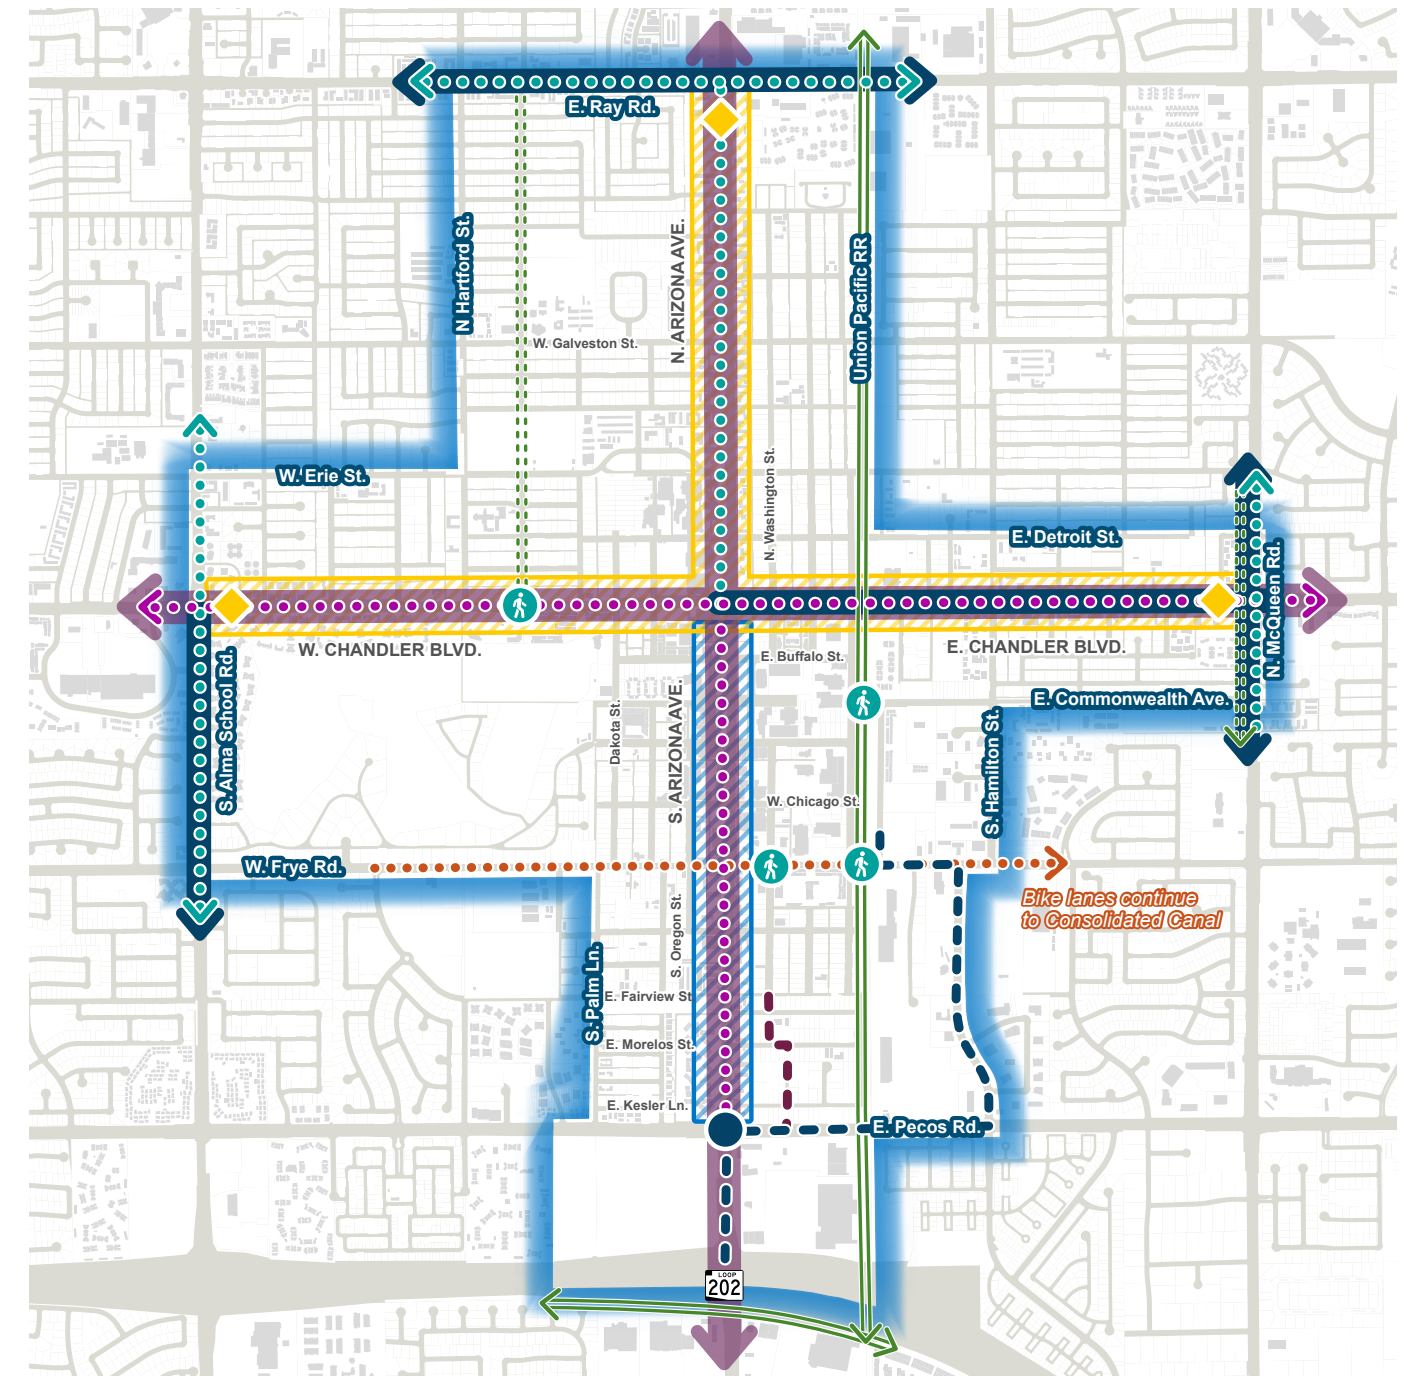 E. Ray Rd.
N Hartford St.
N. ARIZONA AVE.
Union Pacific RR
W. Galveston St.
W. Erie St.
N. Washington St.
E. Detroit St.
N. McQueen Rd.
W. CHANDLER BLVD.
E. CHANDLER BLVD.
E. Buffalo St.
S. Alma School Rd.
Dakota St.
S. ARIZONA AVE.
E. Commonwealth Ave.
S. Hamilton St.
W. Chicago St.
W. Frye Rd.
Bike lanes continue
to Consolidated Canal
S. Oregon St.
S. Palm Ln.
E. Fairview St.
E. Morelos St.
E. Kesler Ln.
E. Pecos Rd.
LOOP
202